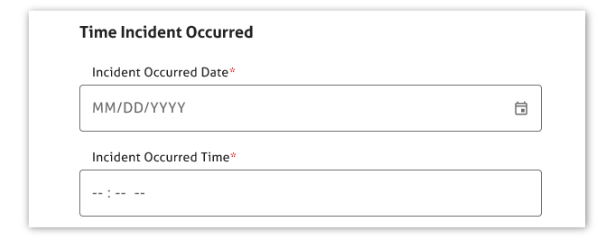 Time Incident Occurred
Incident Occurred Date*
MM/DD/YYYY
Incident Occurred Time*
-- : -- --